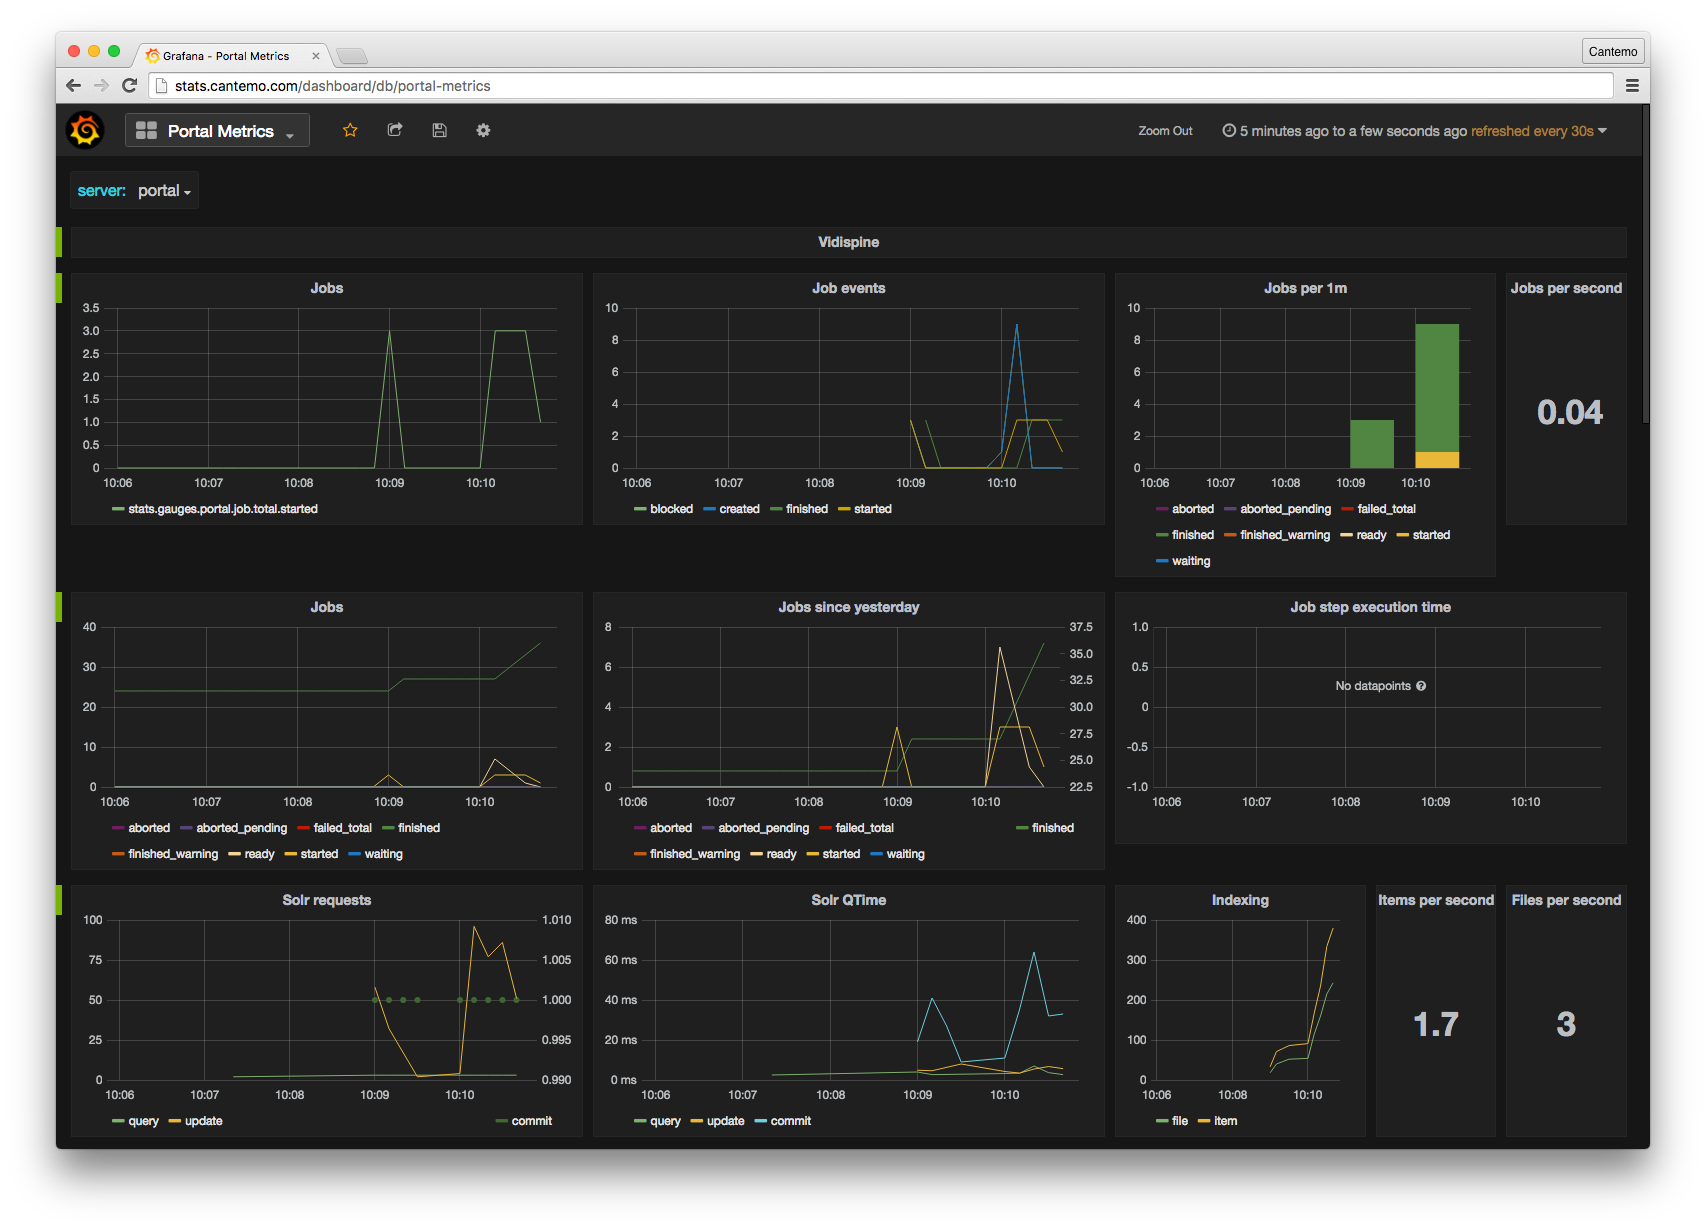 Grafana - Portal Metrics
Cantemo
stats.cantemo.com/dashboard/db/portal-metrics
Portal Metrics
Zoom Out
5 minutes ago to a few seconds ago refreshed every 30s
server: portal
Vidispine
Jobs
3.5
3.0
2.5
2.0
1.5
1.0
0.5
0
10:06 10:07 10:08 10:09 10:10
stats.gauges.portal.job.total.started
Job events
10
8
6
4
2
0
10:06 10:07 10:08 10:09 10:10
blocked created finished started
Jobs per 1m
10
8
6
4
2
0
10:06 10:07 10:08 10:09 10:10
aborted aborted_pending failed_total
finished finished_warning ready started
waiting
Jobs per second
0.04
Jobs
40
30
20
10
0
10:06 10:07 10:08 10:09 10:10
aborted aborted_pending failed_total finished
finished_warning ready started waiting
Jobs since yesterday
8
6
4
2
0
37.5
35.0
32.5
30.0
27.5
25.0
22.5
10:06 10:07 10:08 10:09 10:10
aborted aborted_pending failed_total finished
finished_warning ready started waiting
Job step execution time
1.0
0.5
0
-0.5
-1.0
No datapoints
10:06 10:07 10:08 10:09 10:10
Solr requests
100
75
50
25
0
1.010
1.005
1.000
0.995
0.990
10:06 10:07 10:08 10:09 10:10
query update commit
Solr QTime
80 ms
60 ms
40 ms
20 ms
0 ms
10:06 10:07 10:08 10:09 10:10
query update commit
Indexing
400
300
200
100
0
10:06 10:08 10:10
file item
Items per second
1.7
Files per second
3